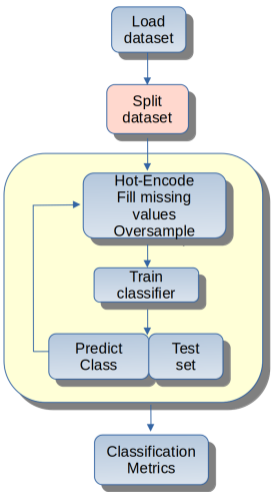 Load
dataset
Split
dataset
Hot-Encode
Fill missing
values
Oversample
Train
classifier
Predict
Class
Test
set
Classification
Metrics